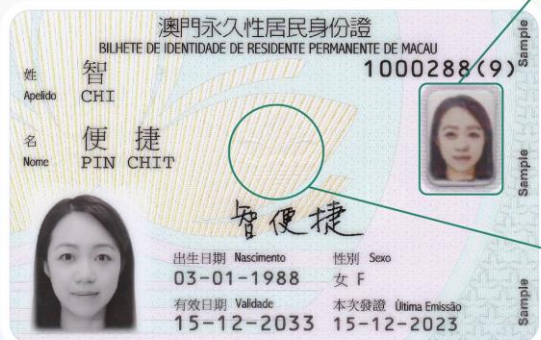 澳門永久性居民身份證
BILHETE DE IDENTIDADE DE RESIDENTE PERMANENTE DE MACAU
1000288(9)
姓 智
Apelido CHI
名 便捷
Nome PIN CHIT
智便捷
出生日期 Nascimento 性別 Sexo
03-01-1988 女 F
有效日期 Validade 本次發證 Última Emissão
15-12-2033 15-12-2023
Sample
Sample
Sample